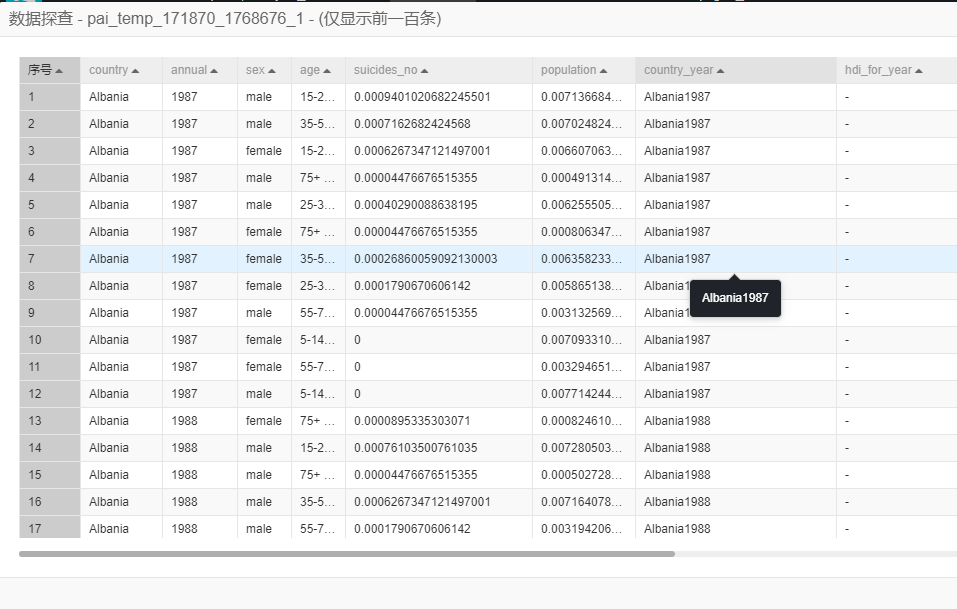 数据探查 - pai_temp_171870_1768676_1 - (仅显示前一百条)
序号 country annual sex age suicides_no population country_year hdi_for_year
1 Albania 1987 male 15-2... 0.0009401020682245501 0.007136684... Albania1987 -
2 Albania 1987 male 35-5... 0.0007162682424568 0.007024824... Albania1987 -
3 Albania 1987 female 15-2... 0.0006267347121497001 0.006607063... Albania1987 -
4 Albania 1987 male 75+ ... 0.00004476676515355 0.000491314... Albania1987 -
5 Albania 1987 male 25-3... 0.00040290088638195 0.006255505... Albania1987 -
6 Albania 1987 female 75+ ... 0.00004476676515355 0.000806347... Albania1987 -
7 Albania 1987 female 35-5... 0.00026860059092130003 0.006358233... Albania1987 -
8 Albania 1987 female 25-3... 0.0001790670606142 0.005865138... Albania1 -
Albania1987
9 Albania 1987 male 55-7... 0.00004476676515355 0.003132569... Albania1 -
10 Albania 1987 female 5-14... 0 0.007093310... Albania1987 -
11 Albania 1987 female 55-7... 0 0.003294651... Albania1987 -
12 Albania 1987 male 5-14... 0 0.007714244... Albania1987 -
13 Albania 1988 female 75+ ... 0.0000895335303071 0.000824610... Albania1988 -
14 Albania 1988 male 15-2... 0.00076103500761035 0.007280503... Albania1988 -
15 Albania 1988 male 75+ ... 0.00004476676515355 0.000502728... Albania1988 -
16 Albania 1988 male 35-5... 0.0006267347121497001 0.007164078... Albania1988 -
17 Albania 1988 male 55-7... 0.0001790670606142 0.003194206... Albania1988 -